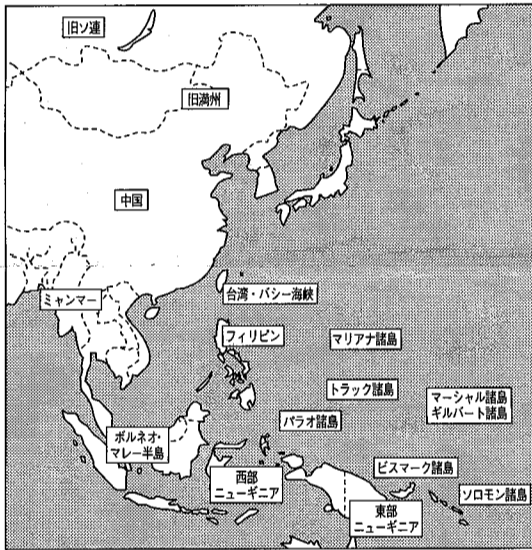 旧ソ連
旧満州
中国
ミャンマー
台湾・バシー海峡
フィリピン
マリアナ諸島
トラック諸島
マーシャル諸島
ギルバート諸島
パラオ諸島
ボルネオ・
マレー半島
西部
ニューギニア
ビスマーク諸島
ソロモン諸島
東部
ニューギニア